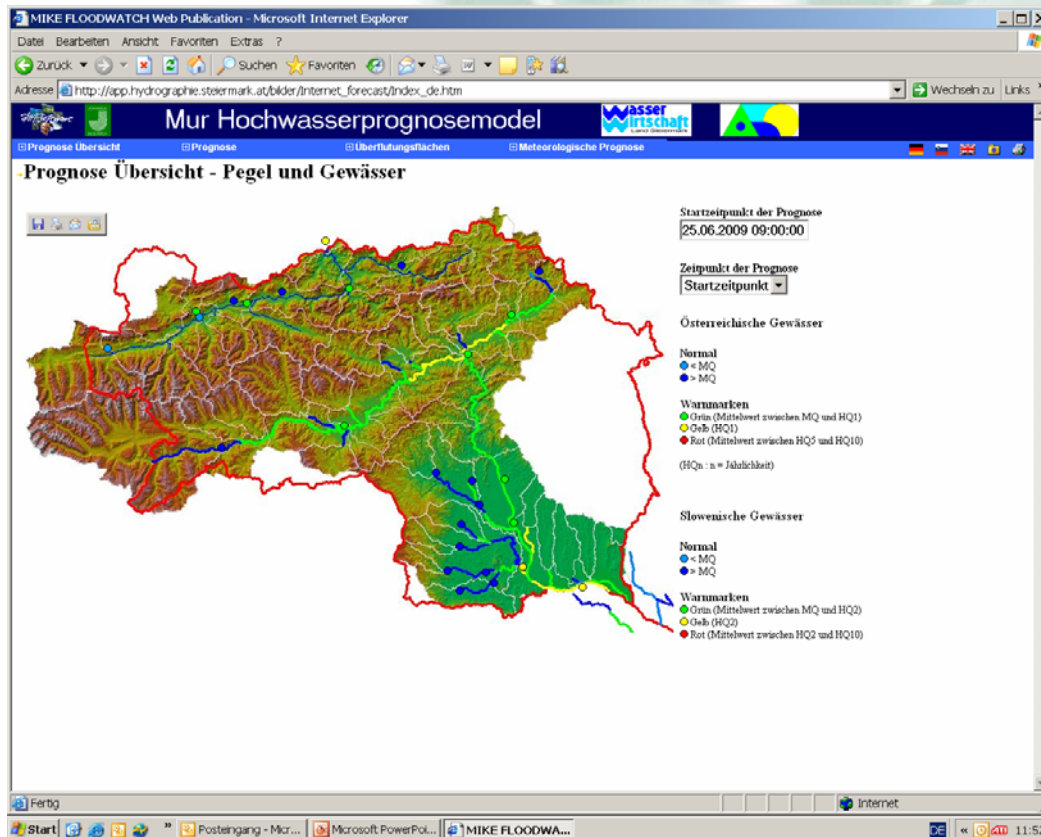 MIKE FLOODWATCH Web Publication - Microsoft Internet Explorer
Datei Bearbeiten Ansicht Favoriten Extras ?
Zurück Suchen Favoriten
Adresse http://app.hydrographie.steiermark.at/bilder/Internet_forecast/Index_de.htm Wechseln zu Links
Mur Hochwasserprognosemodel
Wasser Wirtschaft
Land Steiermark
Prognose Übersicht Prognose Überflutungsflächen Meteorologische Prognose
Prognose Übersicht - Pegel und Gewässer
Startzeitpunkt der Prognose
25.06.2009 09:00:00
Zeitpunkt der Prognose
Startzeitpunkt
Österreichische Gewässer
Normal
< MQ
> MQ
Warnmarken
Grün (Mittelwert zwischen MQ und HQ1)
Gelb (HQ1)
Rot (Mittelwert zwischen HQ5 und HQ10)
(HQn : n = Jährlichkeit)
Slowenische Gewässer
Normal
< MQ
> MQ
Warnmarken
Grün (Mittelwert zwischen MQ und HQ2)
Gelb (HQ2)
Rot (Mittelwert zwischen HQ2 und HQ10)
Fertig Internet
Start Posteingang - Micr... Microsoft PowerPoi... MIKE FLOODWA... DE 11:52